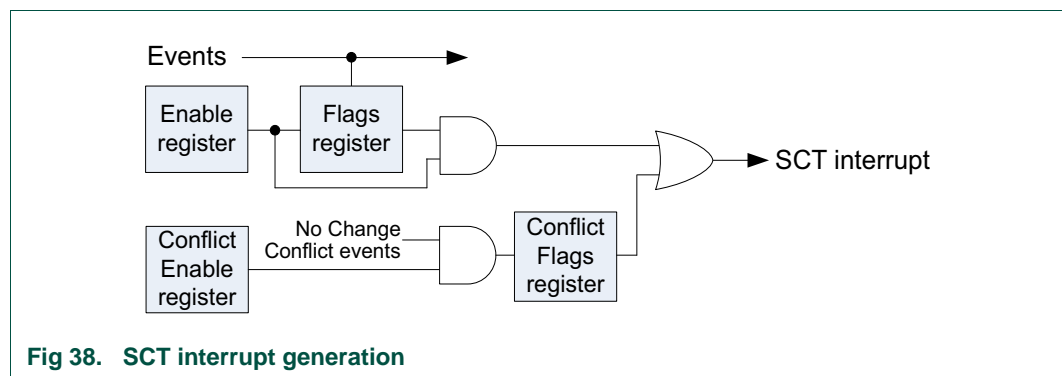 Events
Enable
register
Flags
register
SCT interrupt
No Change
Conflict events
Conflict
Enable
register
Conflict
Flags
register
Fig 38. SCT interrupt generation